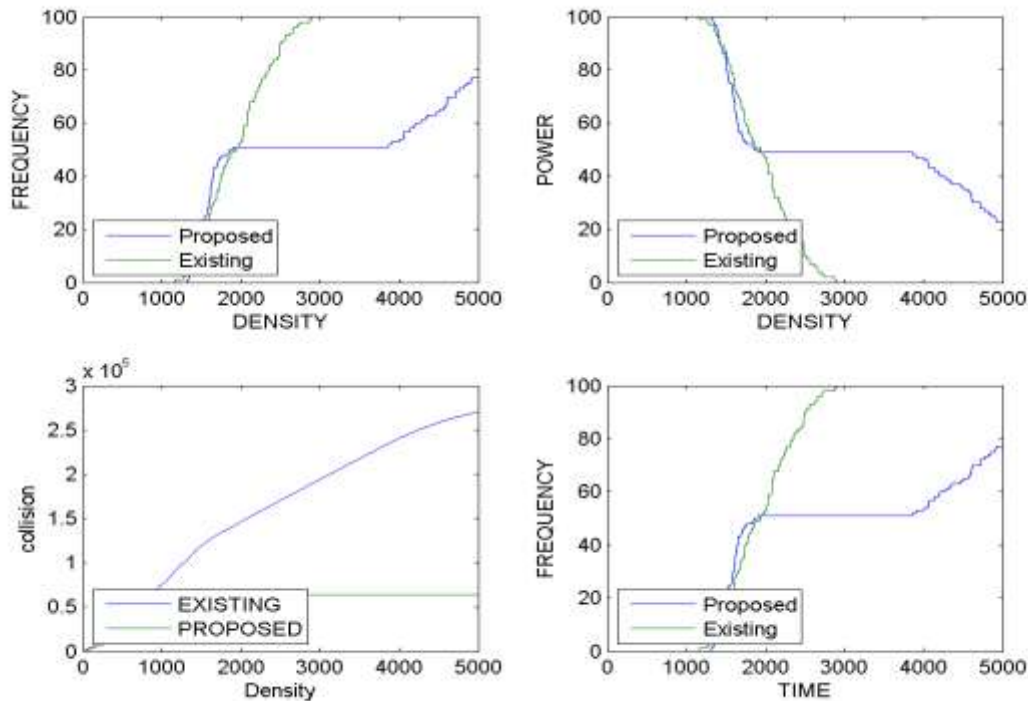 100
80
60
40
20
0
FREQUENCY
Proposed
Existing
0 1000 2000 3000 4000 5000
DENSITY
100
80
60
40
20
0
POWER
Proposed
Existing
0 1000 2000 3000 4000 5000
DENSITY
x 10^5
3
2.5
2
1.5
1
0.5
0
collision
EXISTING
PROPOSED
0 1000 2000 3000 4000 5000
Density
100
80
60
40
20
0
FREQUENCY
Proposed
Existing
0 1000 2000 3000 4000 5000
TIME